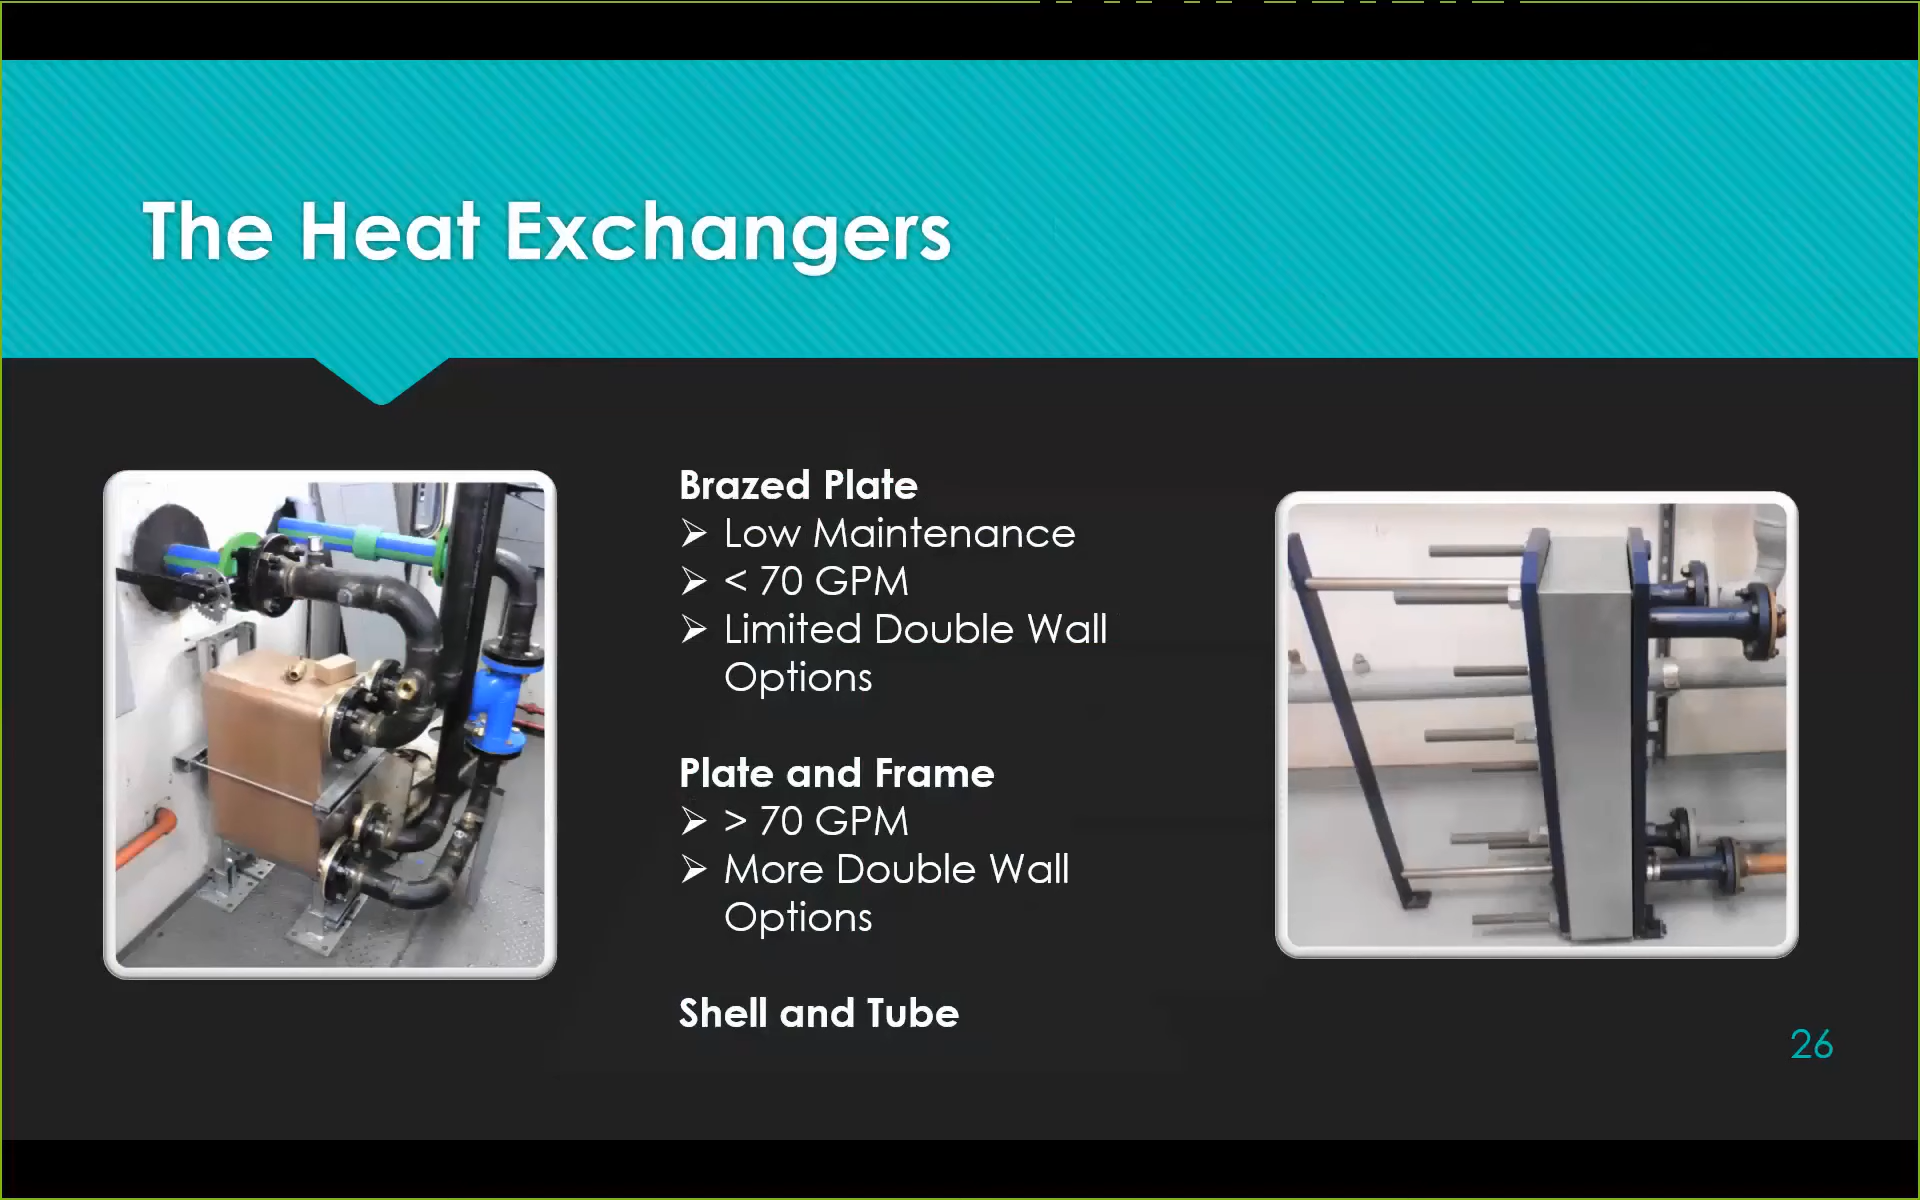 The Heat Exchangers
Brazed Plate
➢ Low Maintenance
➢ < 70 GPM
➢ Limited Double Wall
Options
Plate and Frame
➢ > 70 GPM
➢ More Double Wall
Options
Shell and Tube
26